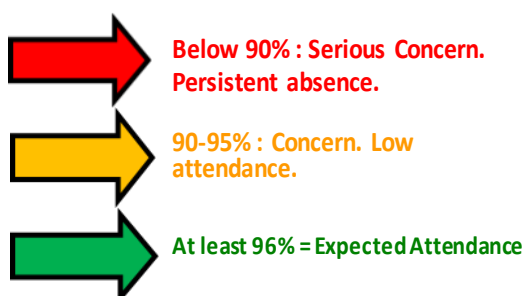 Below 90% : Serious Concern.
Persistent absence.
90-95% : Concern. Low
attendance.
At least 96% = Expected Attendance